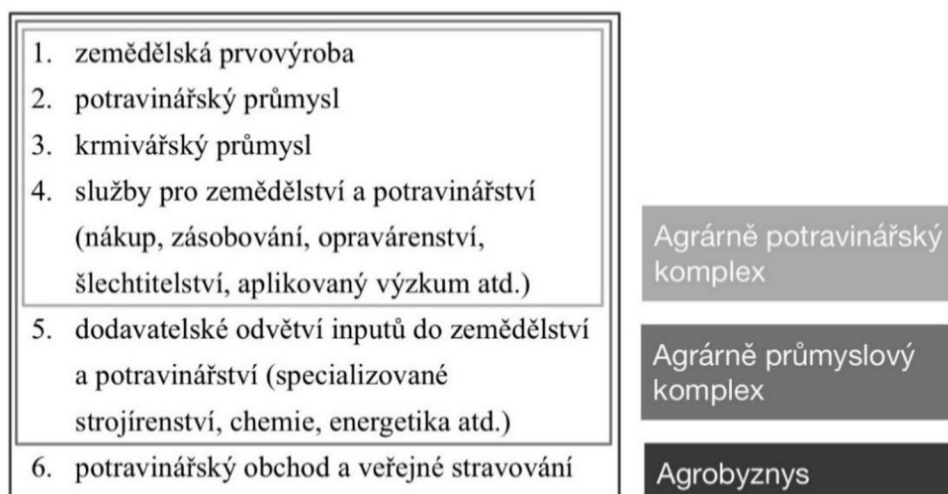 1. zemědělská prvovýroba
2. potravinářský průmysl
3. krmivářský průmysl
4. služby pro zemědělství a potravinářství
(nákup, zásobování, opravárenství,
šlechtitelství, aplikovaný výzkum atd.)
5. dodavatelské odvětví inputů do zemědělství
a potravinářství (specializované
strojírenství, chemie, energetika atd.)
6. potravinářský obchod a veřejné stravování
Agrárně potravinářský
komplex
Agrárně průmyslový
komplex
Agrobyznys